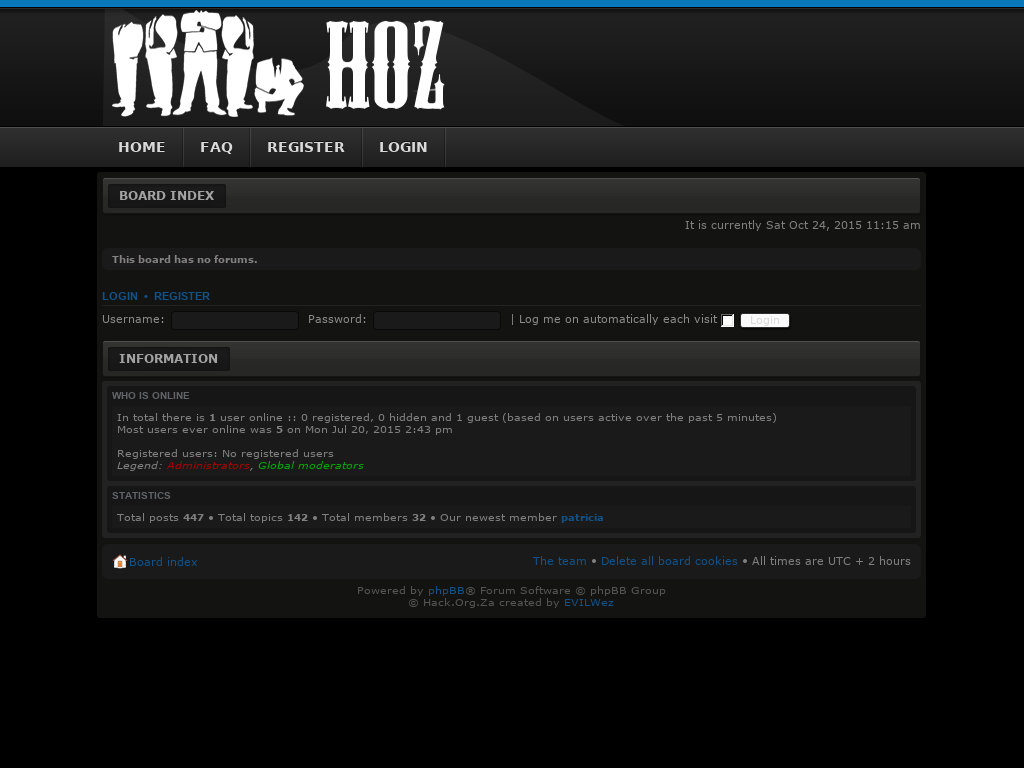 HOZ
HOME FAQ REGISTER LOGIN
BOARD INDEX
It is currently Sat Oct 24, 2015 11:15 am
This board has no forums.
LOGIN • REGISTER
Username: Password: | Log me on automatically each visit Login
INFORMATION
WHO IS ONLINE
In total there is 1 user online :: 0 registered, 0 hidden and 1 guest (based on users active over the past 5 minutes)
Most users ever online was 5 on Mon Jul 20, 2015 2:43 pm
Registered users: No registered users
Legend: Administrators, Global moderators
STATISTICS
Total posts 447 • Total topics 142 • Total members 32 • Our newest member patricia
Board index The team • Delete all board cookies • All times are UTC + 2 hours
Powered by phpBB® Forum Software © phpBB Group
© Hack.Org.Za created by EVILWez